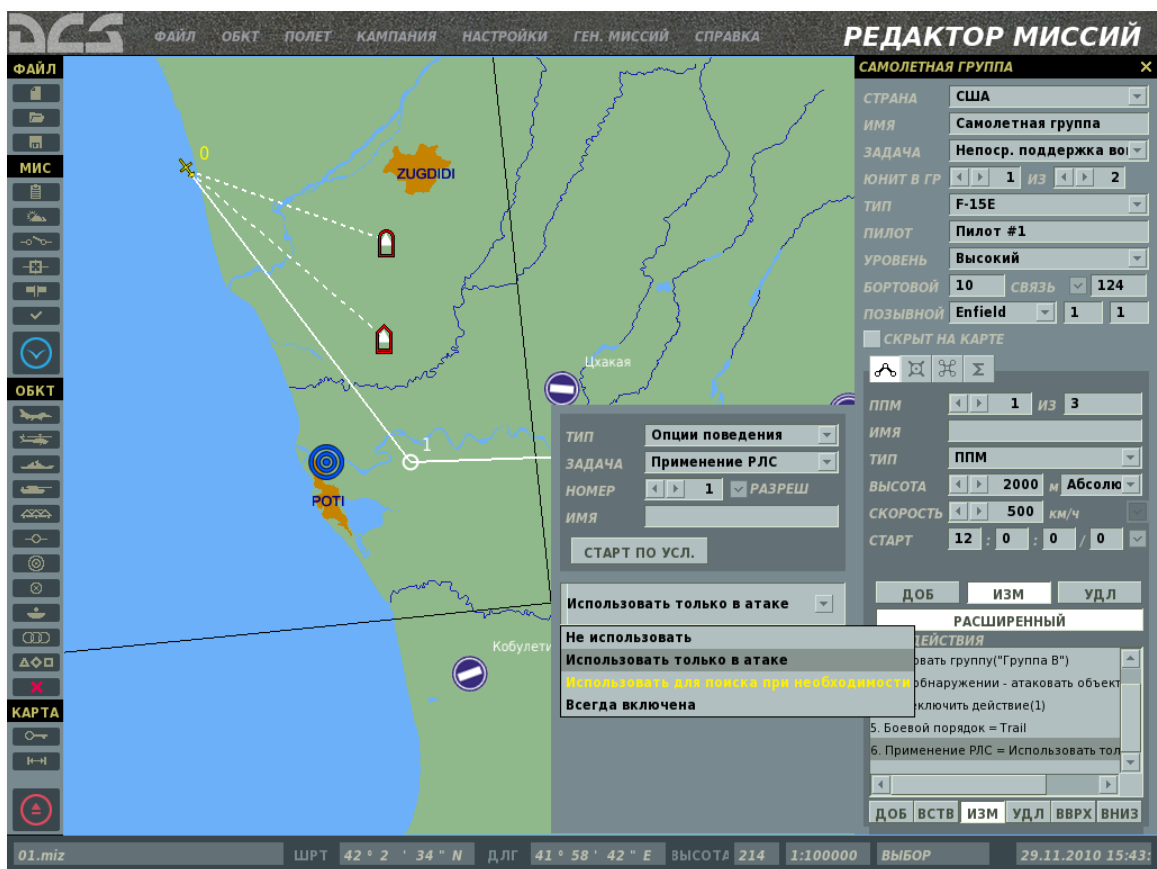 DCS ФАЙЛ ОБКТ ПОЛЕТ КАМПАНИЯ НАСТРОЙКИ ГЕН. МИССИЙ СПРАВКА РЕДАКТОР МИССИЙ
ФАЙЛ
МИС
ОБКТ
КАРТА
0
ZUGDIDI
Цхакая
1
POTI
Кобулети
ТИП Опции поведения
ЗАДАЧА Применение РЛС
НОМЕР 1 РАЗРЕШ
ИМЯ
СТАРТ ПО УСЛ.
Использовать только в атаке
Не использовать
Использовать только в атаке
Использовать для поиска при необходимости
Всегда включена
САМОЛЕТНАЯ ГРУППА
СТРАНА США
ИМЯ Самолетная группа
ЗАДАЧА Непоср. поддержка во
ЮНИТ В ГР 1 ИЗ 2
ТИП F-15E
ПИЛОТ Пилот #1
УРОВЕНЬ Высокий
БОРТОВОЙ 10 СВЯЗЬ 124
ПОЗЫВНОЙ Enfield 1 1
СКРЫТ НА КАРТЕ
Σ
ППМ 1 ИЗ 3
ИМЯ
ТИП ППМ
ВЫСОТА 2000 м Абсолю
СКОРОСТЬ 500 км/ч
СТАРТ 12 : 0 : 0 / 0
ДОБ ИЗМ УДЛ
РАСШИРЕННЫЙ
ДЕЙСТВИЯ
овать группу("Группа B")
обнаружении - атаковать объект
еключить действие(1)
5. Боевой порядок = Trail
6. Применение РЛС = Использовать тол
ДОБ ВСТВ ИЗМ УДЛ ВВРХ ВНИЗ
01.miz ШРТ 42 ° 2 ' 34 " N ДЛГ 41 ° 58 ' 42 " E ВЫСОТА 214 1:100000 ВЫБОР 29.11.2010 15:43: